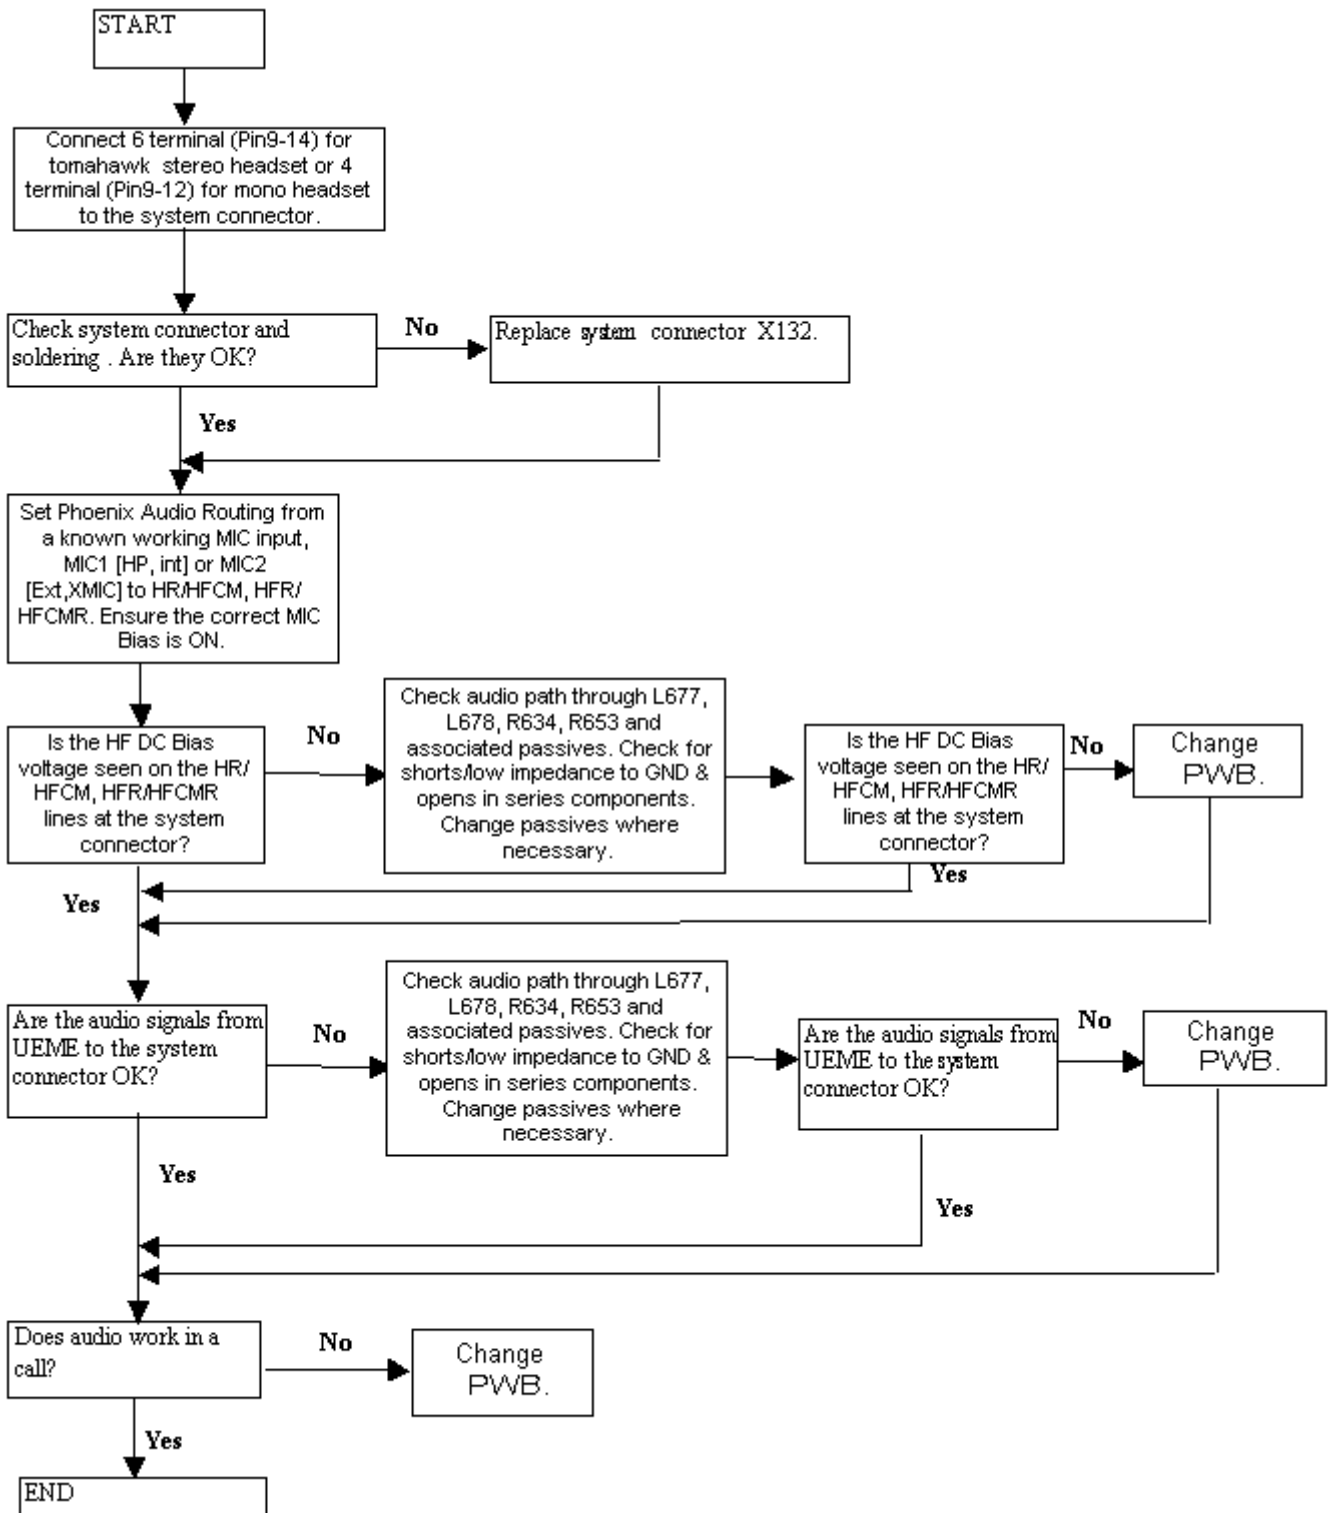 START
Connect 6 terminal (Pin9-14) for
tomahawk stereo headset or 4
terminal (Pin9-12) for mono headset
to the system connector.
Check system connector and
soldering . Are they OK?
No
Replace system connector X132.
Yes
Set Phoenix Audio Routing from
a known working MIC input,
MIC1 [HP, int] or MIC2
[Ext,XMIC] to HR/HFCM, HFR/
HFCMR. Ensure the correct MIC
Bias is ON.
Is the HF DC Bias
voltage seen on the HR/
HFCM, HFR/HFCMR
lines at the system
connector?
No
Check audio path through L677,
L678, R634, R653 and
associated passives. Check for
shorts/low impedance to GND &
opens in series components.
Change passives where
necessary.
Is the HF DC Bias
voltage seen on the HR/
HFCM, HFR/HFCMR
lines at the system
connector?
No
Change
PWB.
Yes
Yes
Are the audio signals from
UEME to the system
connector OK?
No
Check audio path through L677,
L678, R634, R653 and
associated passives. Check for
shorts/low impedance to GND &
opens in series components.
Change passives where
necessary.
Are the audio signals from
UEME to the system
connector OK?
No
Change
PWB.
Yes
Yes
Does audio work in a
call?
No
Change
PWB.
Yes
END